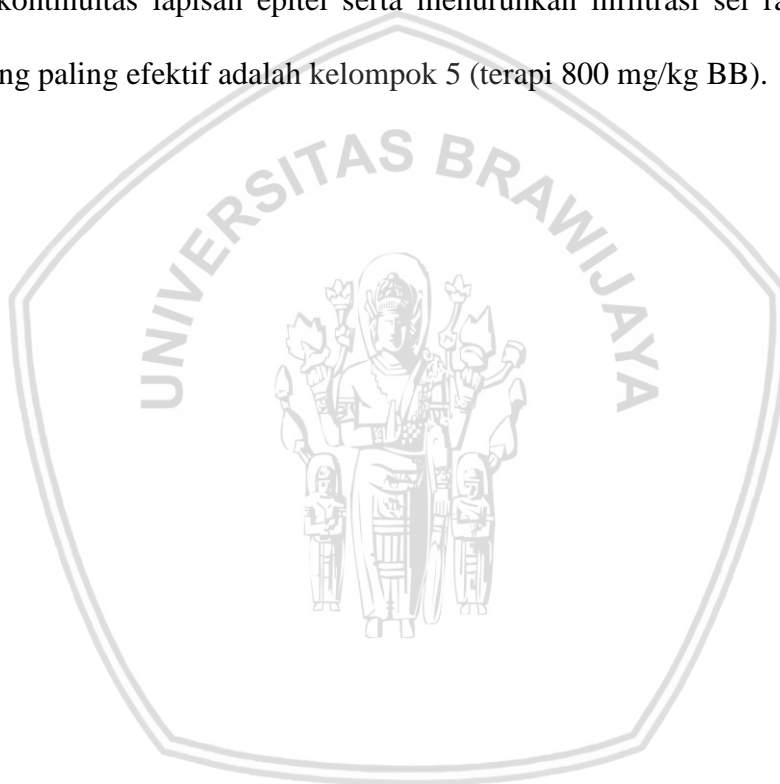 kontinuitas lapisan epitel serta menurunkan infiltrasi sel
ng paling efektif adalah kelompok 5 (terapi 800 mg/kg BB).
UNIVERSITAS BRAWIJAYA